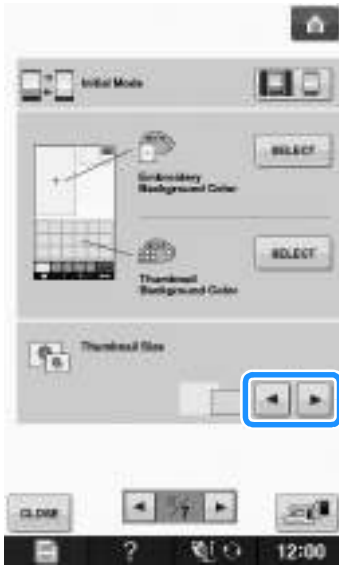 Initial Mode
SELECT
Embroidery
Background Color
SELECT
Thumbnail
Background Color
Thumbnail Size
CLOSE
?
12:00